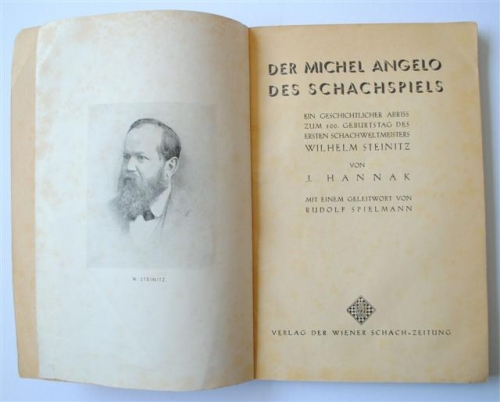 W. STEINITZ
DER MICHEL ANGELO
DES SCHACHSPIELS
EIN GESCHICHTLICHER ABRISS
ZUM 100. GEBURTSTAG DES
ERSTEN SCHACHWELTMEISTERS
WILHELM STEINITZ
VON
J. HANNAK
MIT EINEM GELEITWORT VON
RUDOLF SPIELMANN
VERLAG DER WIENER SCHACH-ZEITUNG